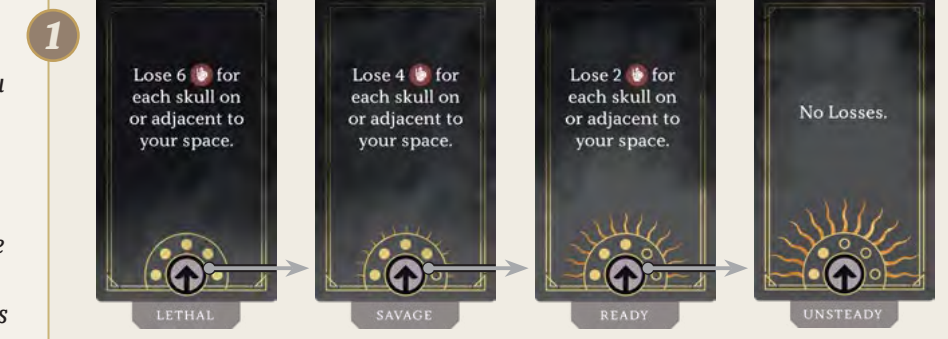 1
u
e
s
Lose 6 for
each skull on
or adjacent to
your space.
LETHAL
Lose 4 for
each skull on
or adjacent to
your space.
SAVAGE
Lose 2 for
each skull on
or adjacent to
your space.
READY
No Losses.
UNSTEADY